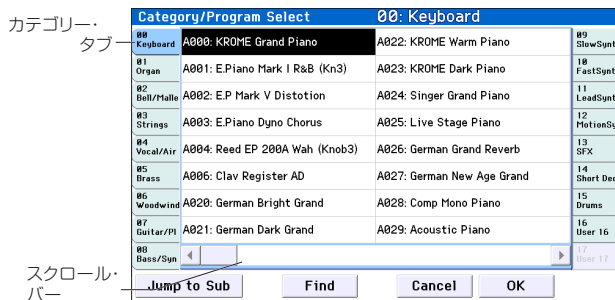 Category/Program Select 00: Keyboard
カテゴリー・
タブ
00
Keyboard
01
Organ
02
Bell/Malle
03
Strings
04
Vocal/Air
05
Brass
06
Woodwind
07
Guitar/Pl
08
Bass/Syn
A000: KROME Grand Piano
A001: E.Piano Mark I R&B (Kn3)
A002: E.P Mark V Distotion
A003: E.Piano Dyno Chorus
A004: Reed EP 200A Wah (Knob3)
A006: Clav Register AD
A020: German Bright Grand
A021: German Dark Grand
A022: KROME Warm Piano
A023: KROME Dark Piano
A024: Singer Grand Piano
A025: Live Stage Piano
A026: German Grand Reverb
A027: German New Age Grand
A028: Comp Mono Piano
A029: Acoustic Piano
09
SlowSynt
10
FastSynt
11
LeadSynt
12
MotionSy
13
SFX
14
Short Dec
15
Drums
16
User 16
17
User 17
スクロール・
バー
Jump to Sub Find Cancel OK